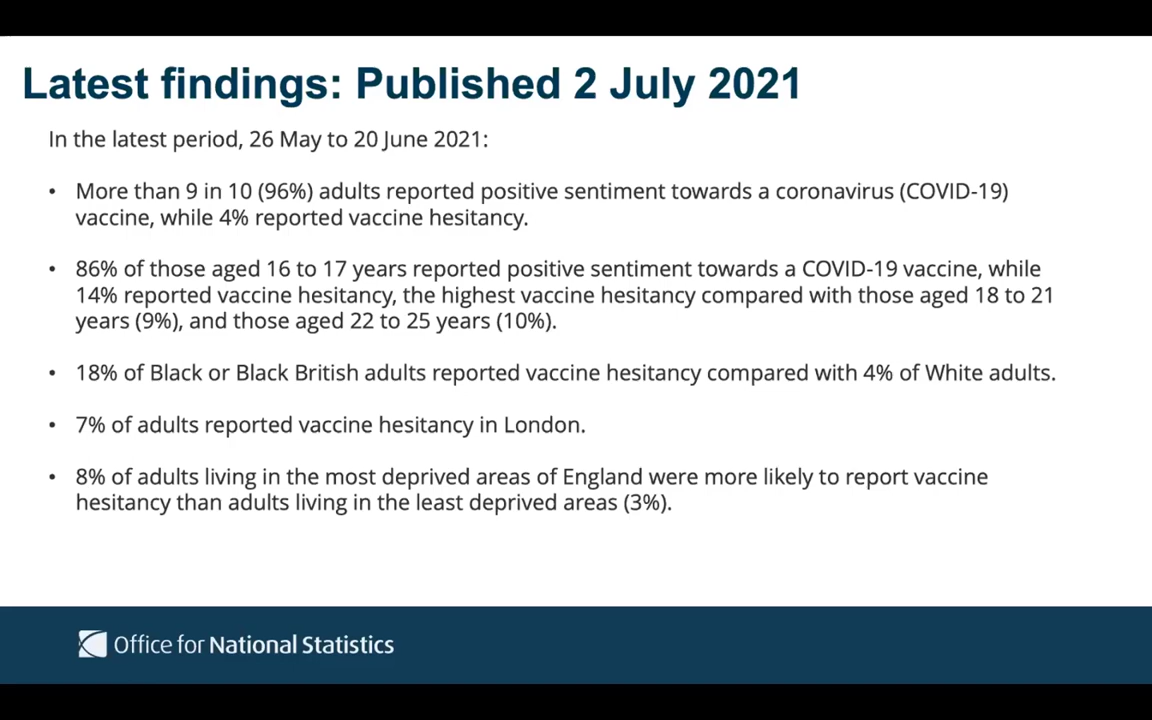 Latest findings: Published 2 July 2021
In the latest period, 26 May to 20 June 2021:
• More than 9 in 10 (96%) adults reported positive sentiment towards a coronavirus (COVID-19)
vaccine, while 4% reported vaccine hesitancy.
• 86% of those aged 16 to 17 years reported positive sentiment towards a COVID-19 vaccine, while
14% reported vaccine hesitancy, the highest vaccine hesitancy compared with those aged 18 to 21
years (9%), and those aged 22 to 25 years (10%).
• 18% of Black or Black British adults reported vaccine hesitancy compared with 4% of White adults.
• 7% of adults reported vaccine hesitancy in London.
• 8% of adults living in the most deprived areas of England were more likely to report vaccine
hesitancy than adults living in the least deprived areas (3%).
Office for National Statistics